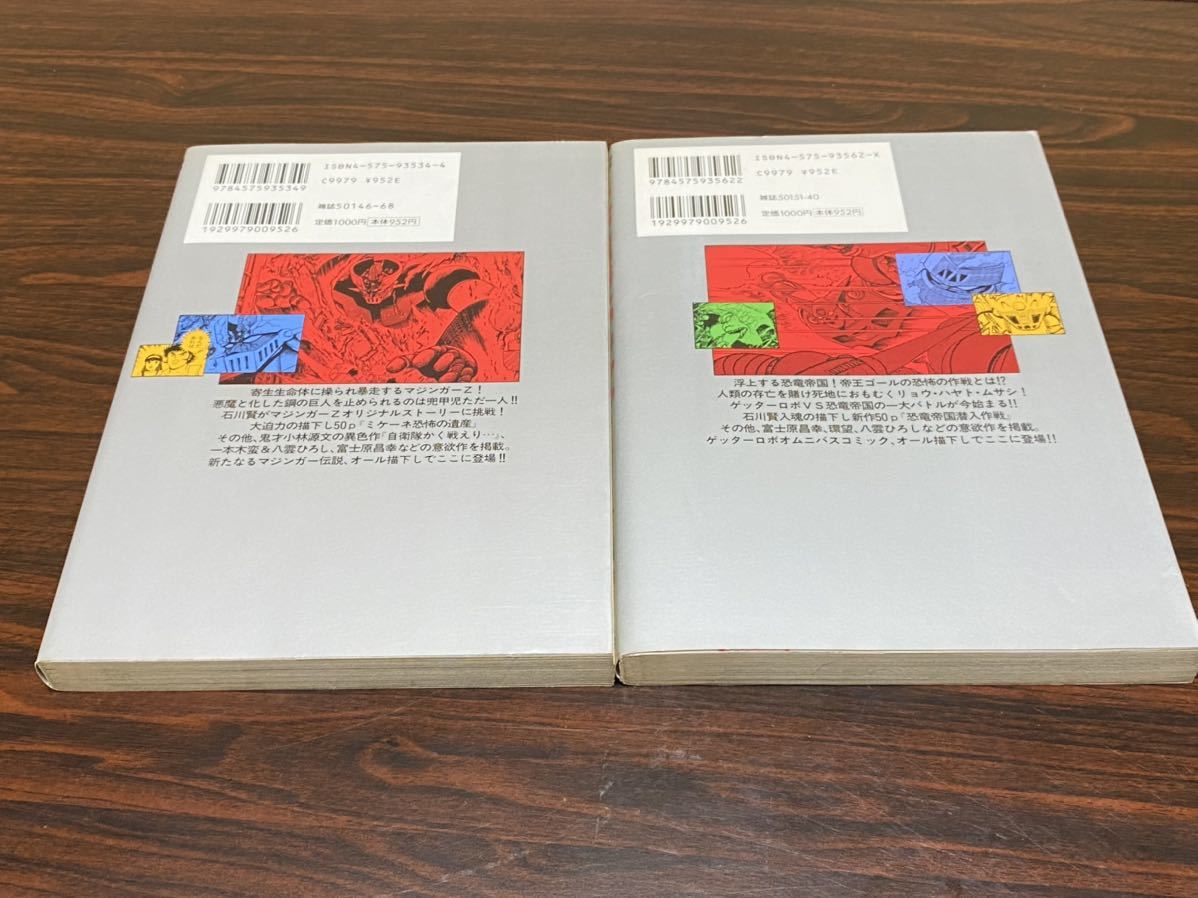 ISBN4-575-93534-4
C9979 ¥952E
9784575935349
雑誌50146-68
定価1000円 本体952円
1929979009526
寄生生命体に操られ暴走するマジンガーZ!
悪魔と化した鋼の巨人を止められるのは兜甲児ただ一人!!
石川賢がマジンガーZオリジナルストーリーに挑戦!
大迫力の描下し50p「ミケーネ恐怖の遺産」
その他、鬼才小林源文の異色作「自衛隊かく戦えり…」、
一本木蛮&八雲ひろし、富士原昌幸などの意欲作を掲載。
新たなるマジンガー伝説、オール描下しでここに登場!!
ISBN4-575-93562-X
C9979 ¥952E
9784575935622
雑誌50151-40
定価1000円 本体952円
1929979009526
浮上する恐竜帝国!帝王ゴールの恐怖の作戦とは!?
人類の存亡を賭け死地におもむくリョウ・ハヤト・ムサシ!
ゲッターロボVS恐竜帝国の一大バトルが今始まる!!
石川賢入魂の描下し新作50p「恐竜帝国潜入作戦」
その他、富士原昌幸、環望、八雲ひろしなどの意欲作を掲載。
ゲッターロボオムニバスコミック、オール描下しでここに登場!!